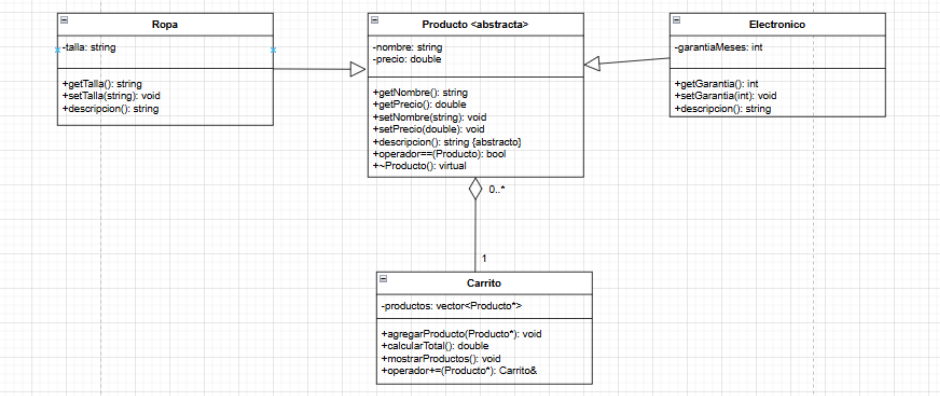 Ropa
-talla: string
+getTalla(): string
+setTalla(string): void
+descripcion(): string
Producto <abstracta>
-nombre: string
-precio: double
+getNombre(): string
+getPrecio(): double
+setNombre(string): void
+setPrecio(double): void
+descripcion(): string {abstracto}
+operador==(Producto): bool
+~Producto(): virtual
Electronico
-garantiaMeses: int
+getGarantia(): int
+setGarantia(int): void
+descripcion(): string
0..*
1
Carrito
-productos: vector<Producto*>
+agregarProducto(Producto*): void
+calcularTotal(): double
+mostrarProductos(): void
+operador+=(Producto*): Carrito&